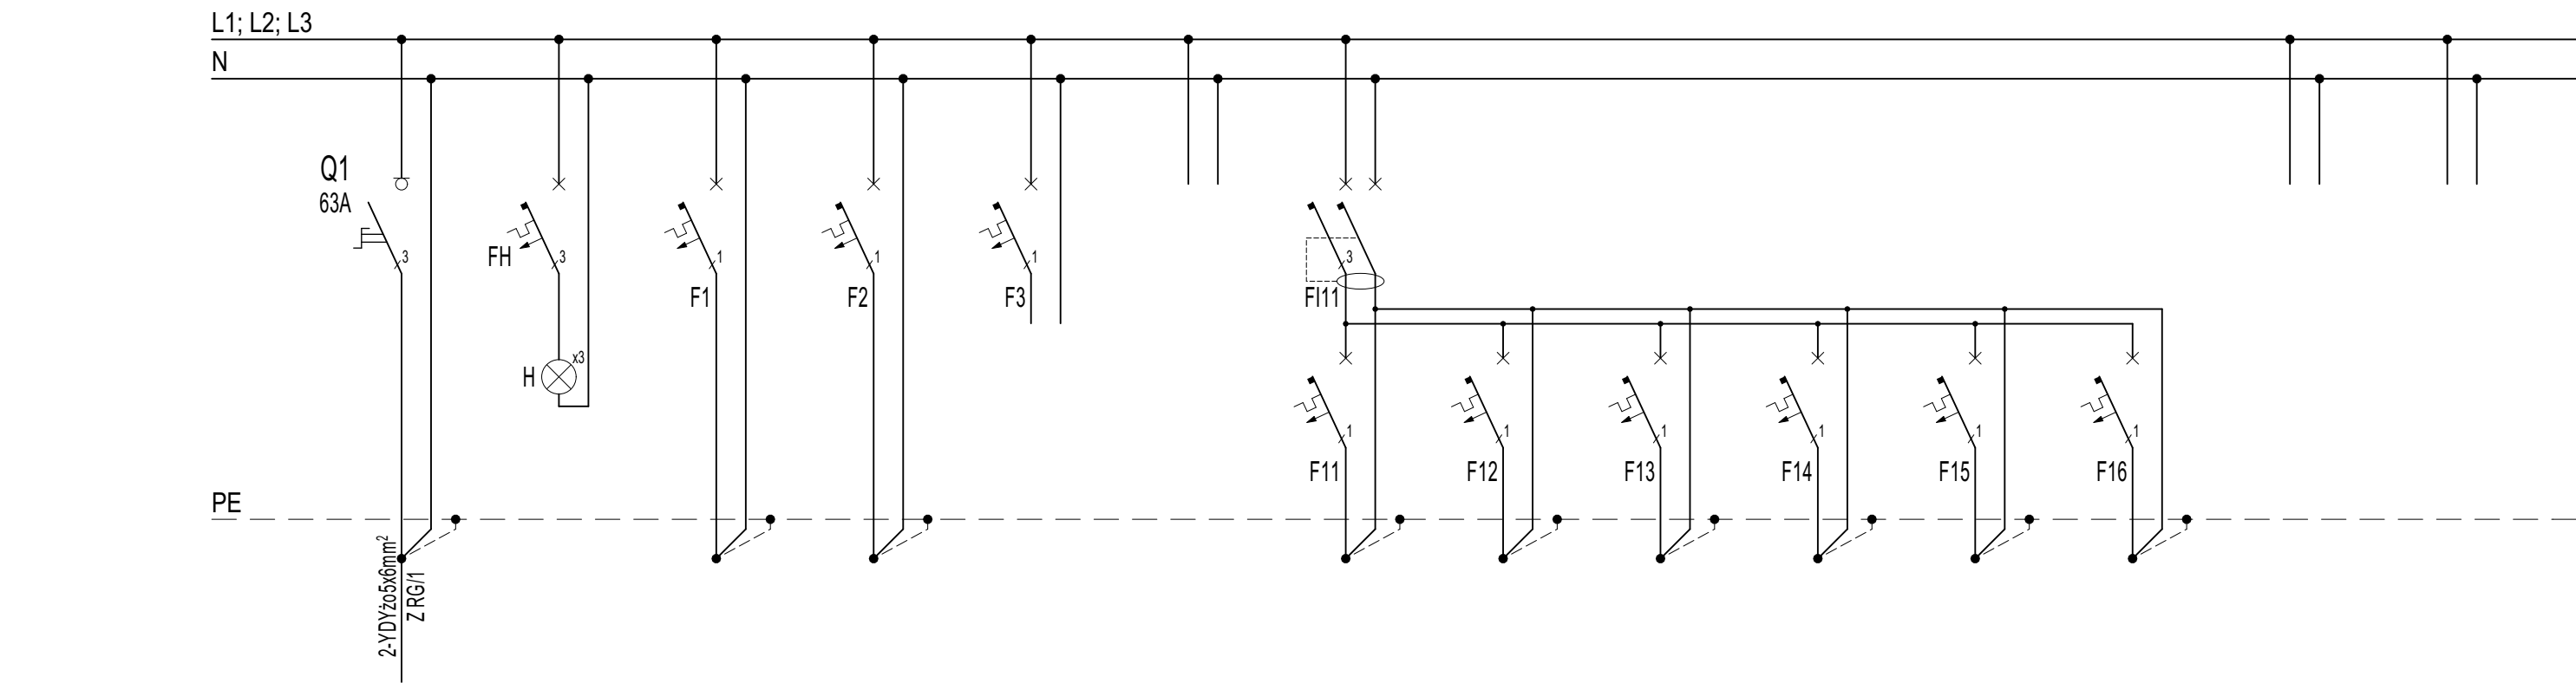 L1; L2; L3
N
Q1
63A
3
FH
3
x3
H
1
F1
1
F2
1
F3
3
FI11
1
F11
1
F12
1
F13
1
F14
1
F15
1
F16
PE
2-YDYżo5x6mm²
Z RG/1